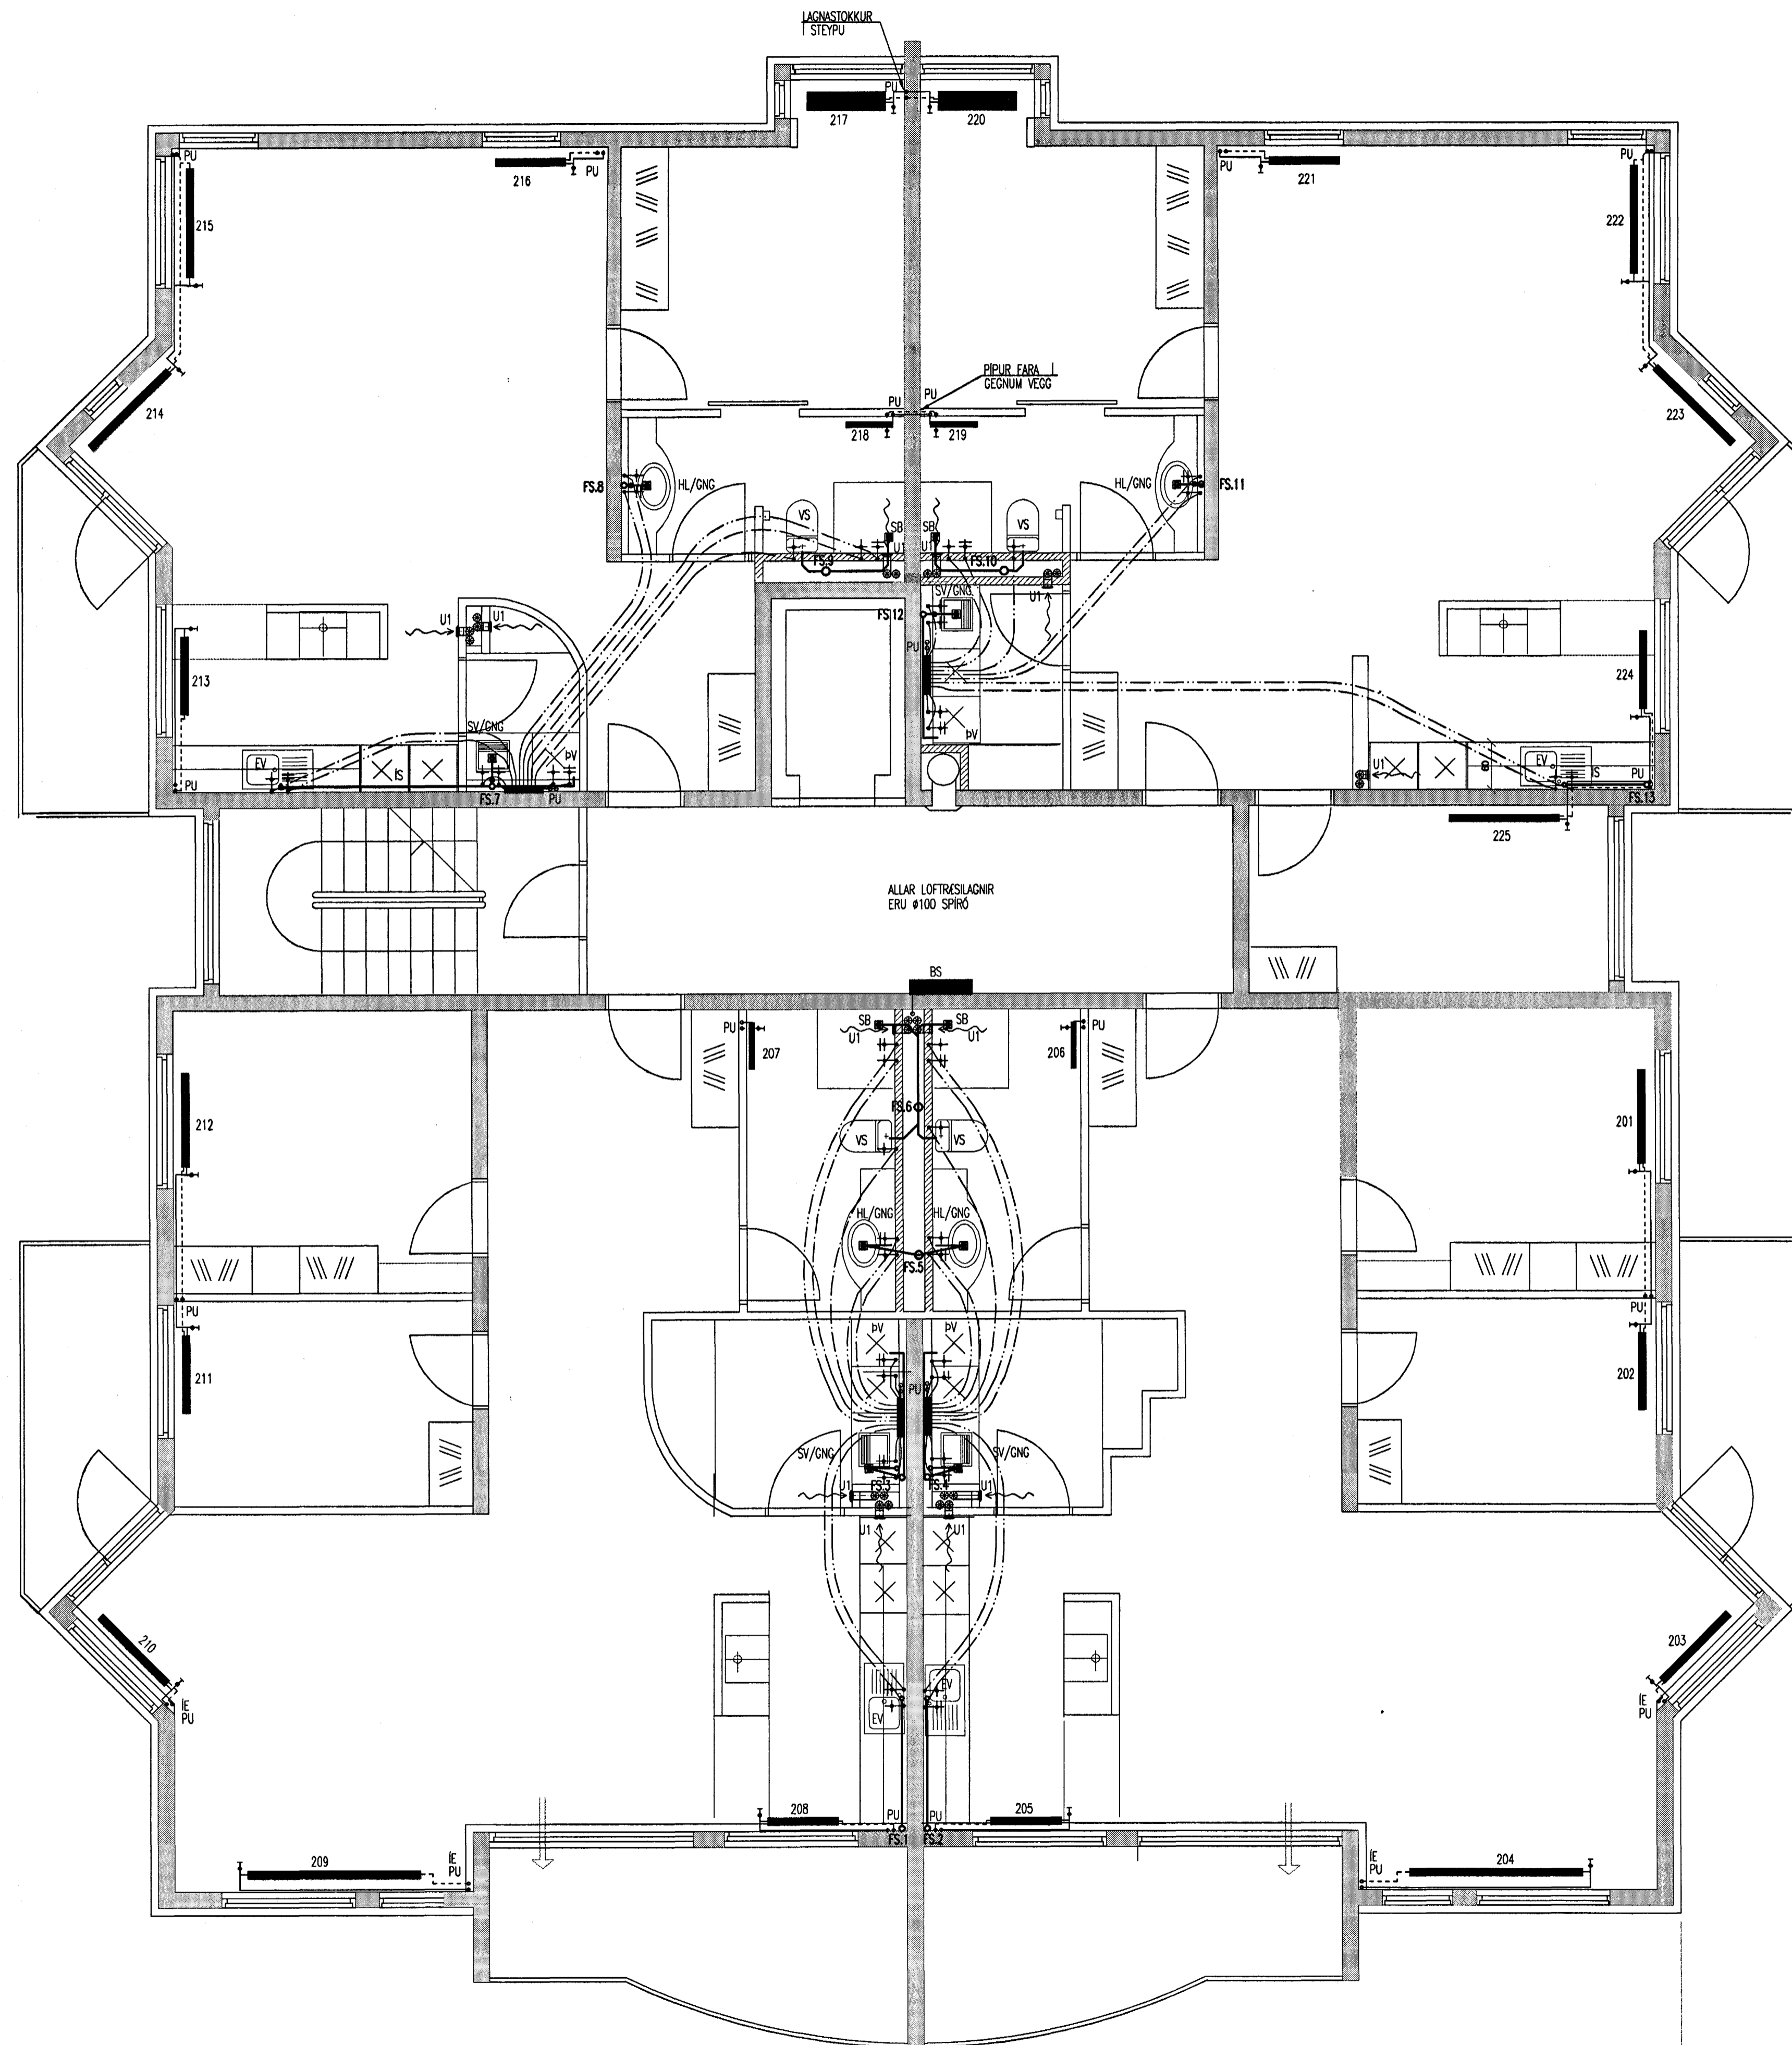 LAGNASTOKKUR
Í STEYPU
PU
217
220
PU
216
PU
PU
221
PU
215
222
PÍPUR FARA Í
GEGNUM VEGG
PU
PU
214
223
218
219
FS.8
HL/GNG
HL/GNG
FS.11
VS
SB
SB
VS
U1
U1
FS.9
FS.10
SV/GNG
U1
U1
U1
FS.12
PU
213
224
SV/GNG
ÞV
ÞV
EV
ÍS
U1
EV
ÍS
PU
PU
FS.7
PU
FS.13
225
ALLAR LOFTRÆSILAGNIR
ERU ø100 SPÍRÓ
BS
PU
SB
SB
PU
U1
U1
207
206
212
201
FS.6
VS
VS
HL/GNG
HL/GNG
FS.5
PU
PU
ÞV
ÞV
211
202
PU
SV/GNG
SV/GNG
FS.3
FS.4
U1
U1
U1
U1
210
203
EV
ÍE
PU
EV
ÍE
PU
208
205
PU
PU
FS.1
FS.2
209
ÍE
PU
ÍE
PU
204